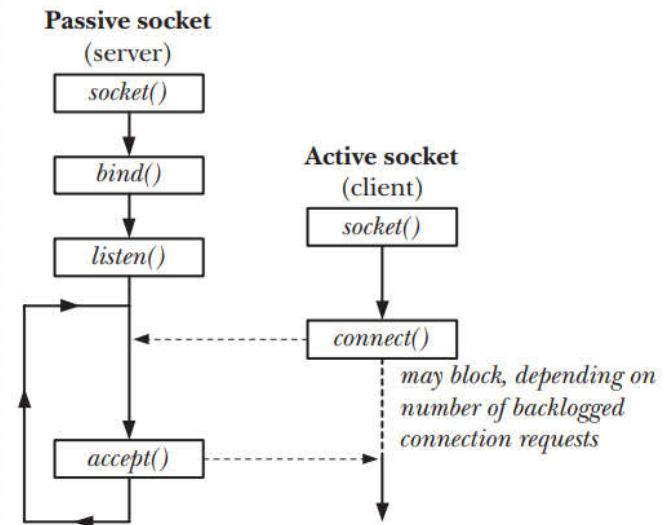 Passive socket
(server)
socket()
bind()
listen()
accept()
Active socket
(client)
socket()
connect()
may block, depending on
number of backlogged
connection requests